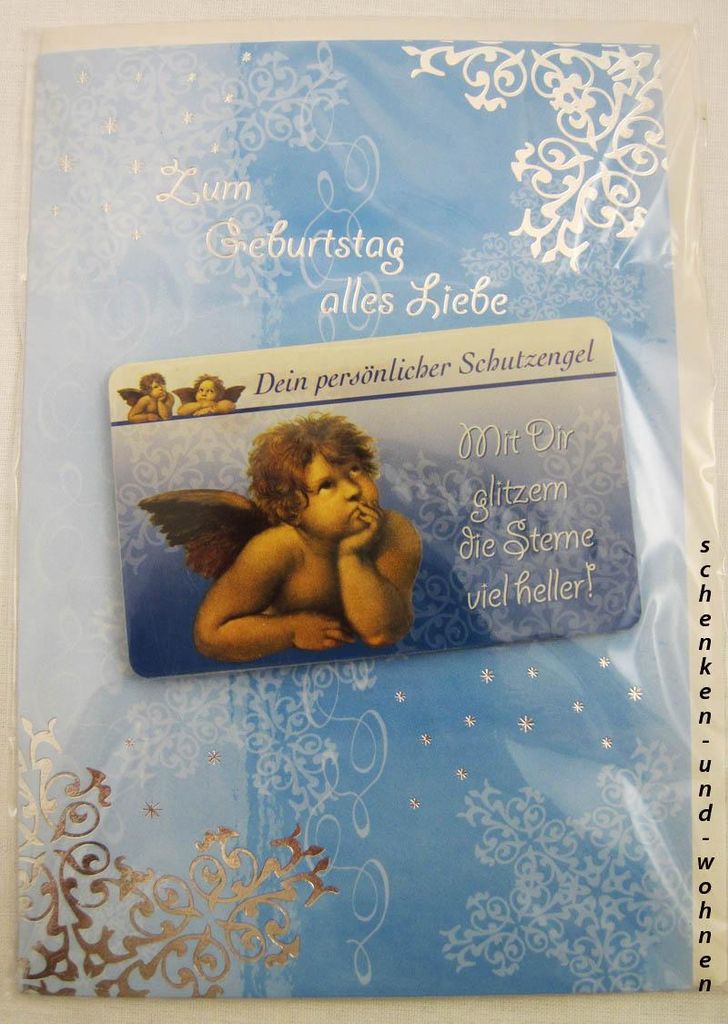 Zum
Geburtstag
alles Liebe
Dein persönlicher Schutzengel
Mit Dir
glitzern
die Sterne
viel heller!
schenken-und-wohnen